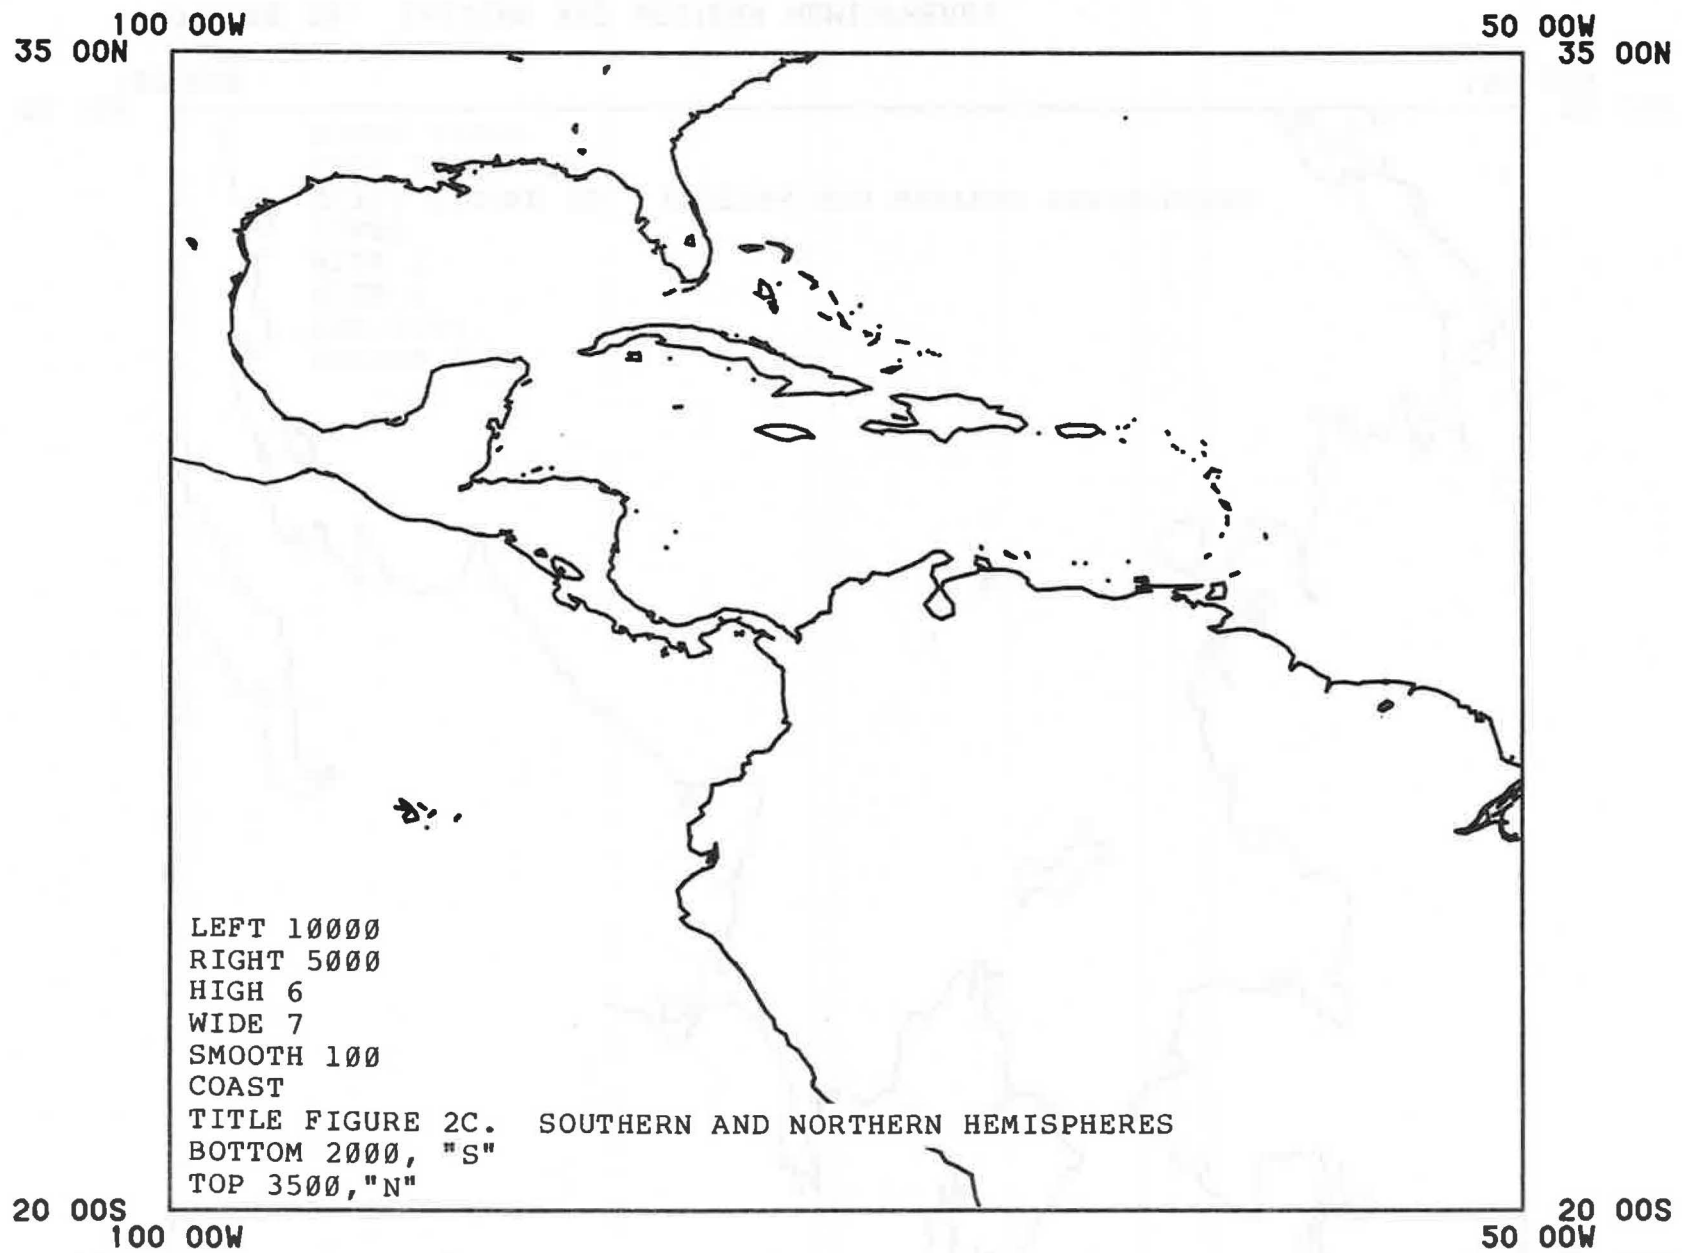 100 00W
50 00W
35 00N
35 00N
LEFT 10000
RIGHT 5000
HIGH 6
WIDE 7
SMOOTH 100
COAST
TITLE FIGURE 2C. SOUTHERN AND NORTHERN HEMISPHERES
BOTTOM 2000, "S"
TOP 3500,"N"
20 00S
20 00S
100 00W
50 00W